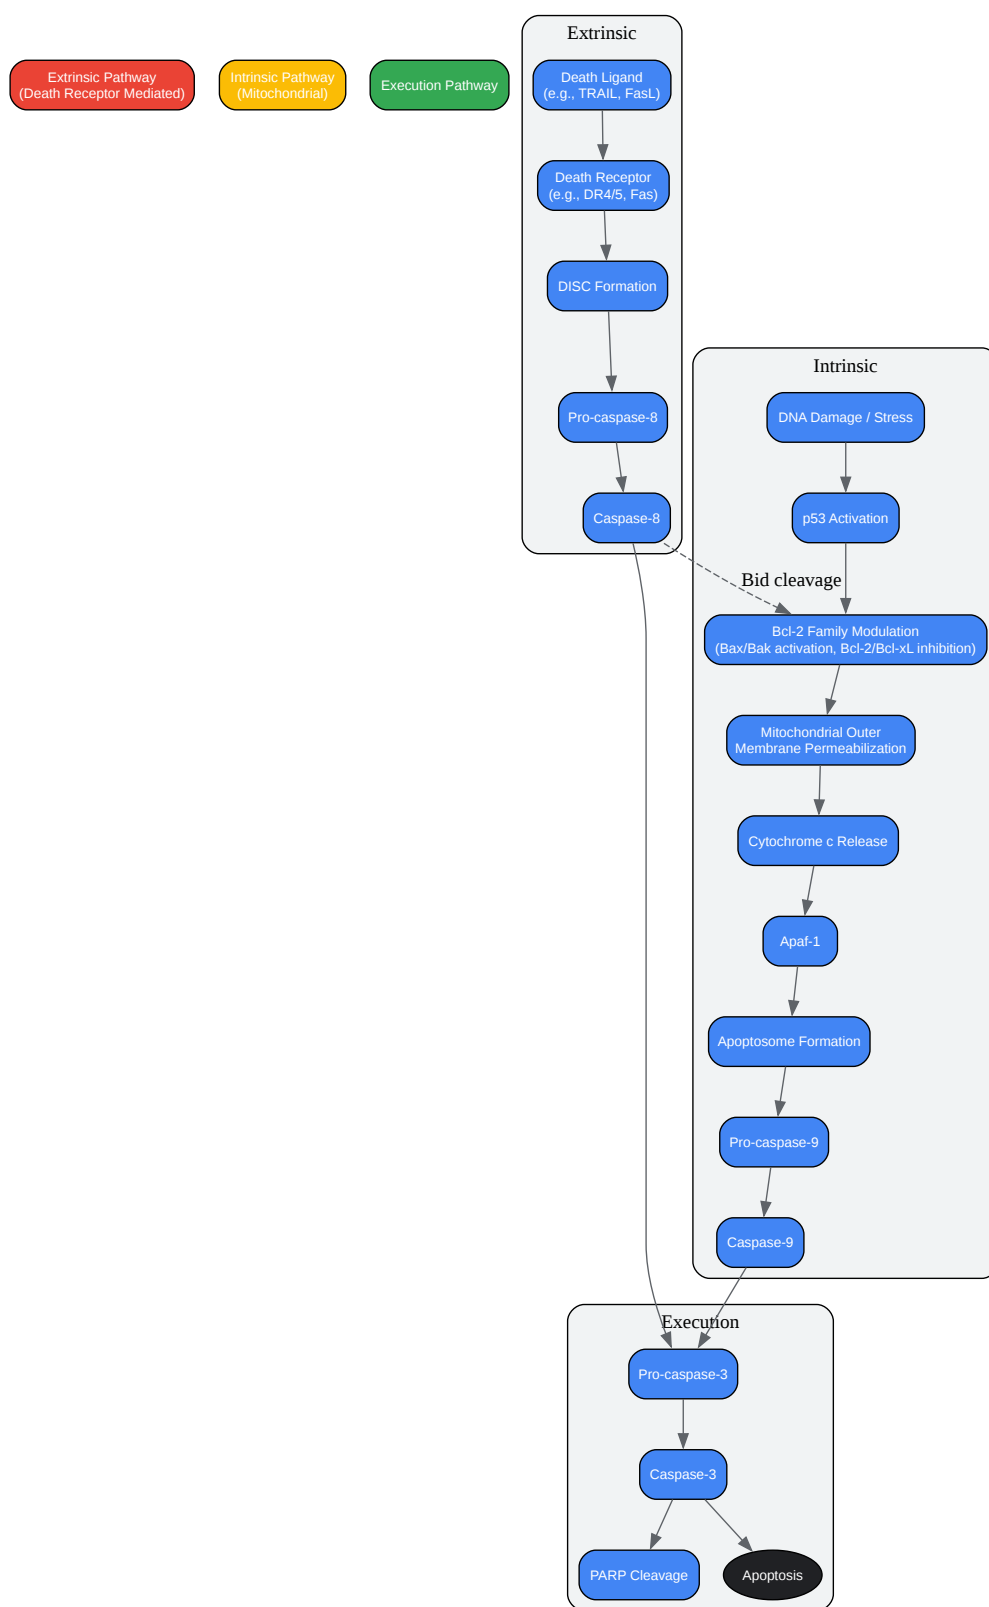 Extrinsic Pathway
(Death Receptor Mediated)
Intrinsic Pathway
(Mitochondrial)
Execution Pathway
Extrinsic
Death Ligand
(e.g., TRAIL, FasL)
Death Receptor
(e.g., DR4/5, Fas)
DISC Formation
Pro-caspase-8
Caspase-8
Intrinsic
DNA Damage / Stress
p53 Activation
Bid cleavage
Bcl-2 Family Modulation
(Bax/Bak activation, Bcl-2/Bcl-xL inhibition)
Mitochondrial Outer
Membrane Permeabilization
Cytochrome c Release
Apaf-1
Apoptosome Formation
Pro-caspase-9
Caspase-9
Execution
Pro-caspase-3
Caspase-3
PARP Cleavage
Apoptosis